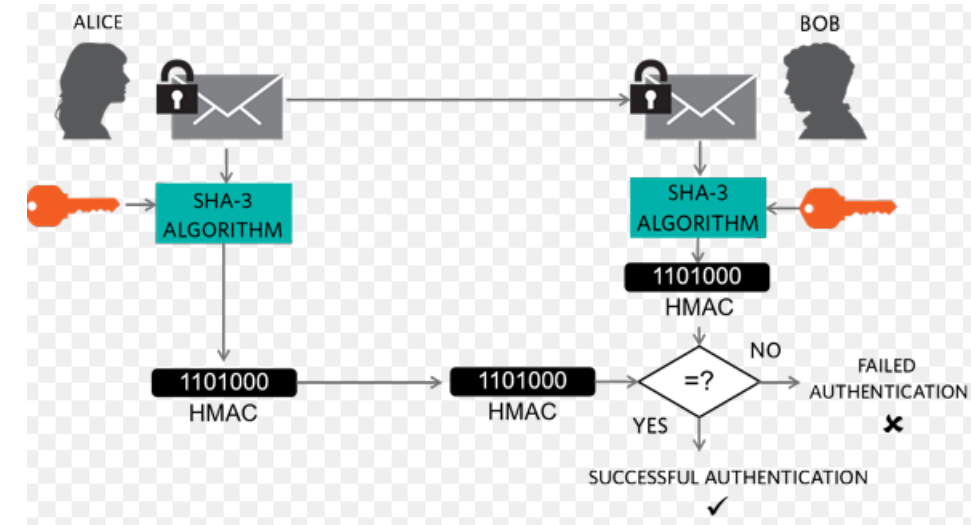 ALICE
BOB
SHA-3
ALGORITHM
SHA-3
ALGORITHM
1101000
HMAC
1101000
HMAC
1101000
HMAC
=?
NO
YES
FAILED
AUTHENTICATION
SUCCESSFUL AUTHENTICATION